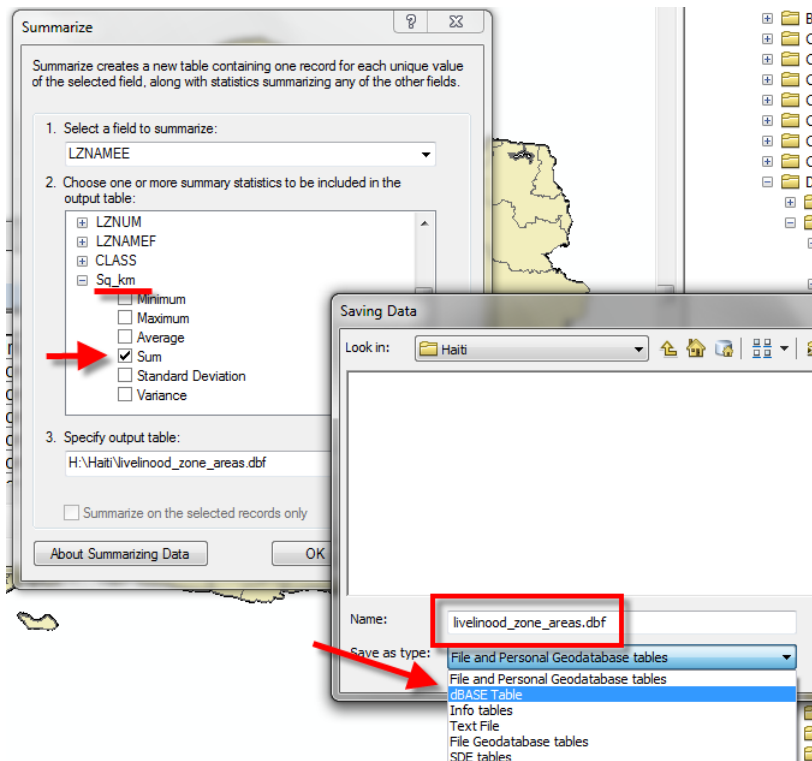 Summarize
Summarize creates a new table containing one record for each unique value
of the selected field, along with statistics summarizing any of the other fields.
1. Select a field to summarize:
LZNAMEE
2. Choose one or more summary statistics to be included in the
output table:
LZNUM
LZNAMEF
CLASS
Sq_km
Minimum
Maximum
Average
Sum
Standard Deviation
Variance
3. Specify output table:
H:\Haiti\livelinood_zone_areas.dbf
Summarize on the selected records only
About Summarizing Data
OK
Saving Data
Look in:
Haiti
Name:
livelinood_zone_areas.dbf
Save as type:
File and Personal Geodatabase tables
File and Personal Geodatabase tables
dBASE Table
Info tables
Text File
File Geodatabase tables
SDE tables